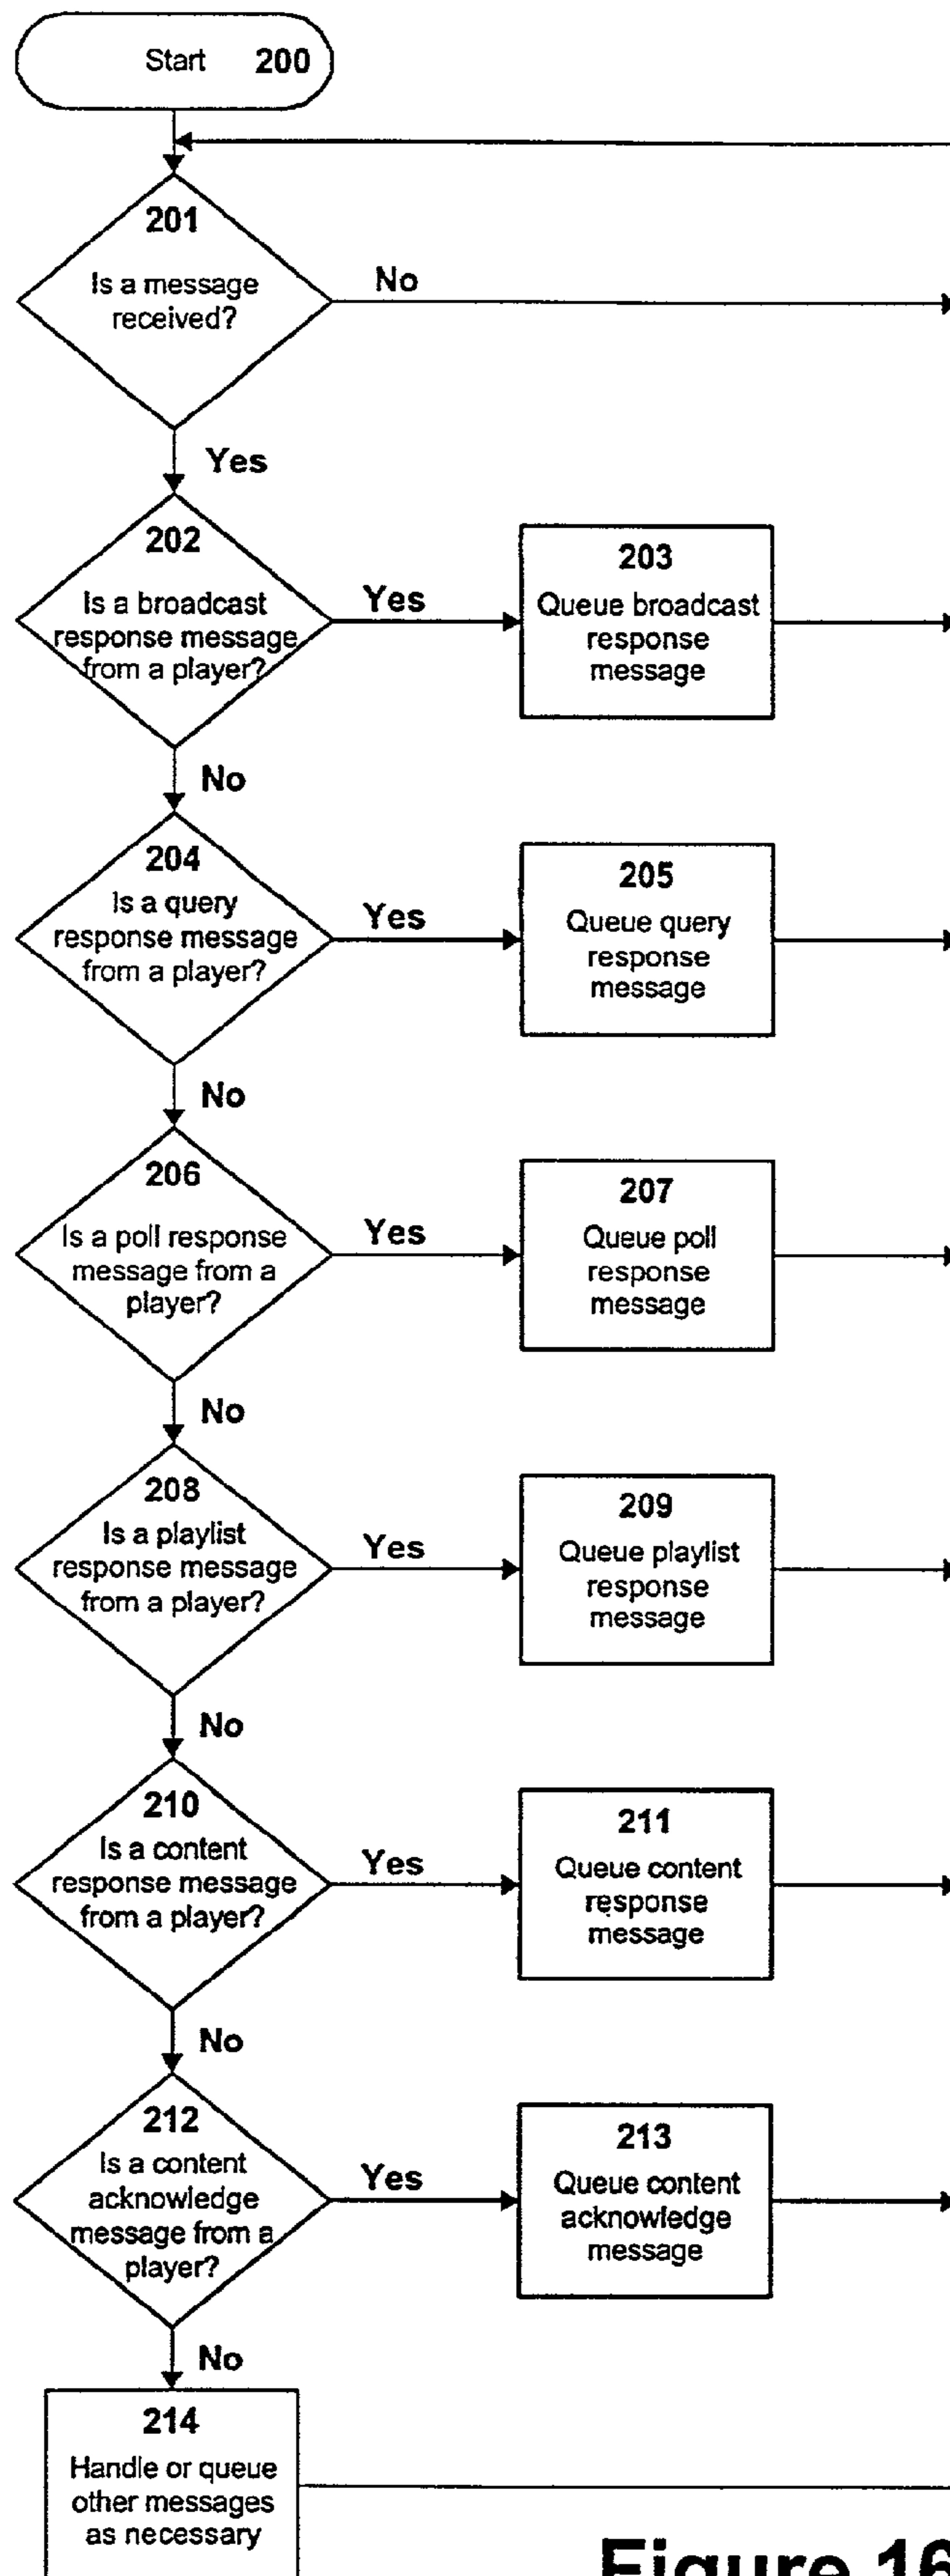 Start 200
201
Is a message
received?
No
Yes
202
Is a broadcast
response message
from a player?
Yes
203
Queue broadcast
response
message
No
204
Is a query
response message
from a player?
Yes
205
Queue query
response
message
No
206
Is a poll response
message from a
player?
Yes
207
Queue poll
response
message
No
208
Is a playlist
response message
from a player?
Yes
209
Queue playlist
response
message
No
210
Is a content
response message
from a player?
Yes
211
Queue content
response
message
No
212
Is a content
acknowledge
message from a
player?
Yes
213
Queue content
acknowledge
message
No
214
Handle or queue
other messages
as necessary
Figure 16